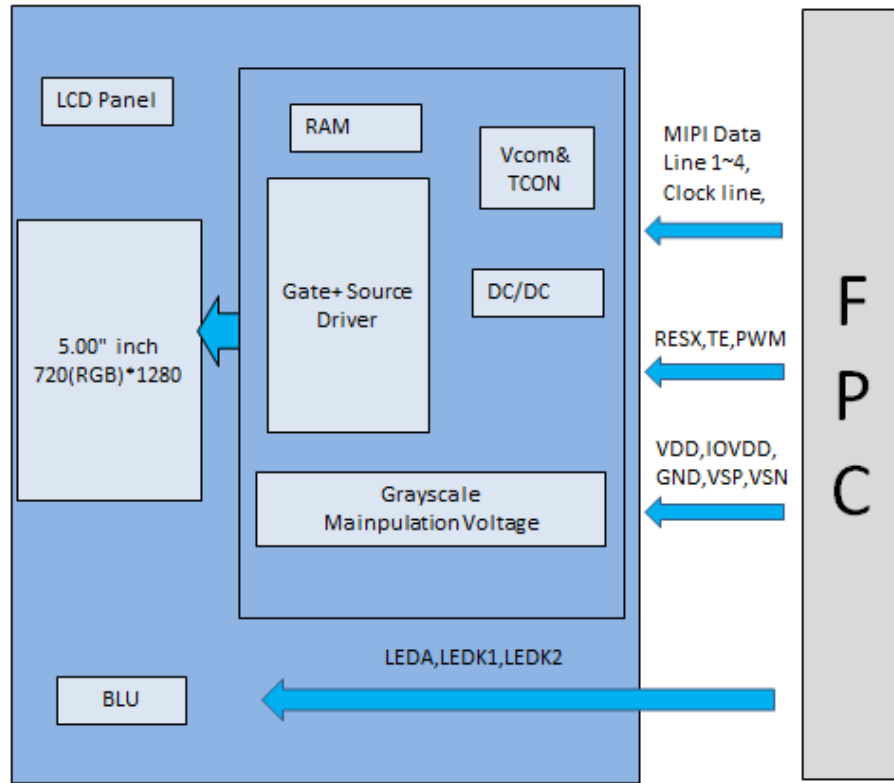 LCD Panel
RAM
Vcom&
TCON
MIPI Data
Line 1~4,
Clock line,
Gate+ Source
Driver
DC/DC
5.00" inch
720(RGB)*1280
RESX,TE,PWM
VDD,IOVDD,
GND,VSP,VSN
Grayscale
Mainpulation Voltage
LEDA,LEDK1,LEDK2
BLU
F
P
C